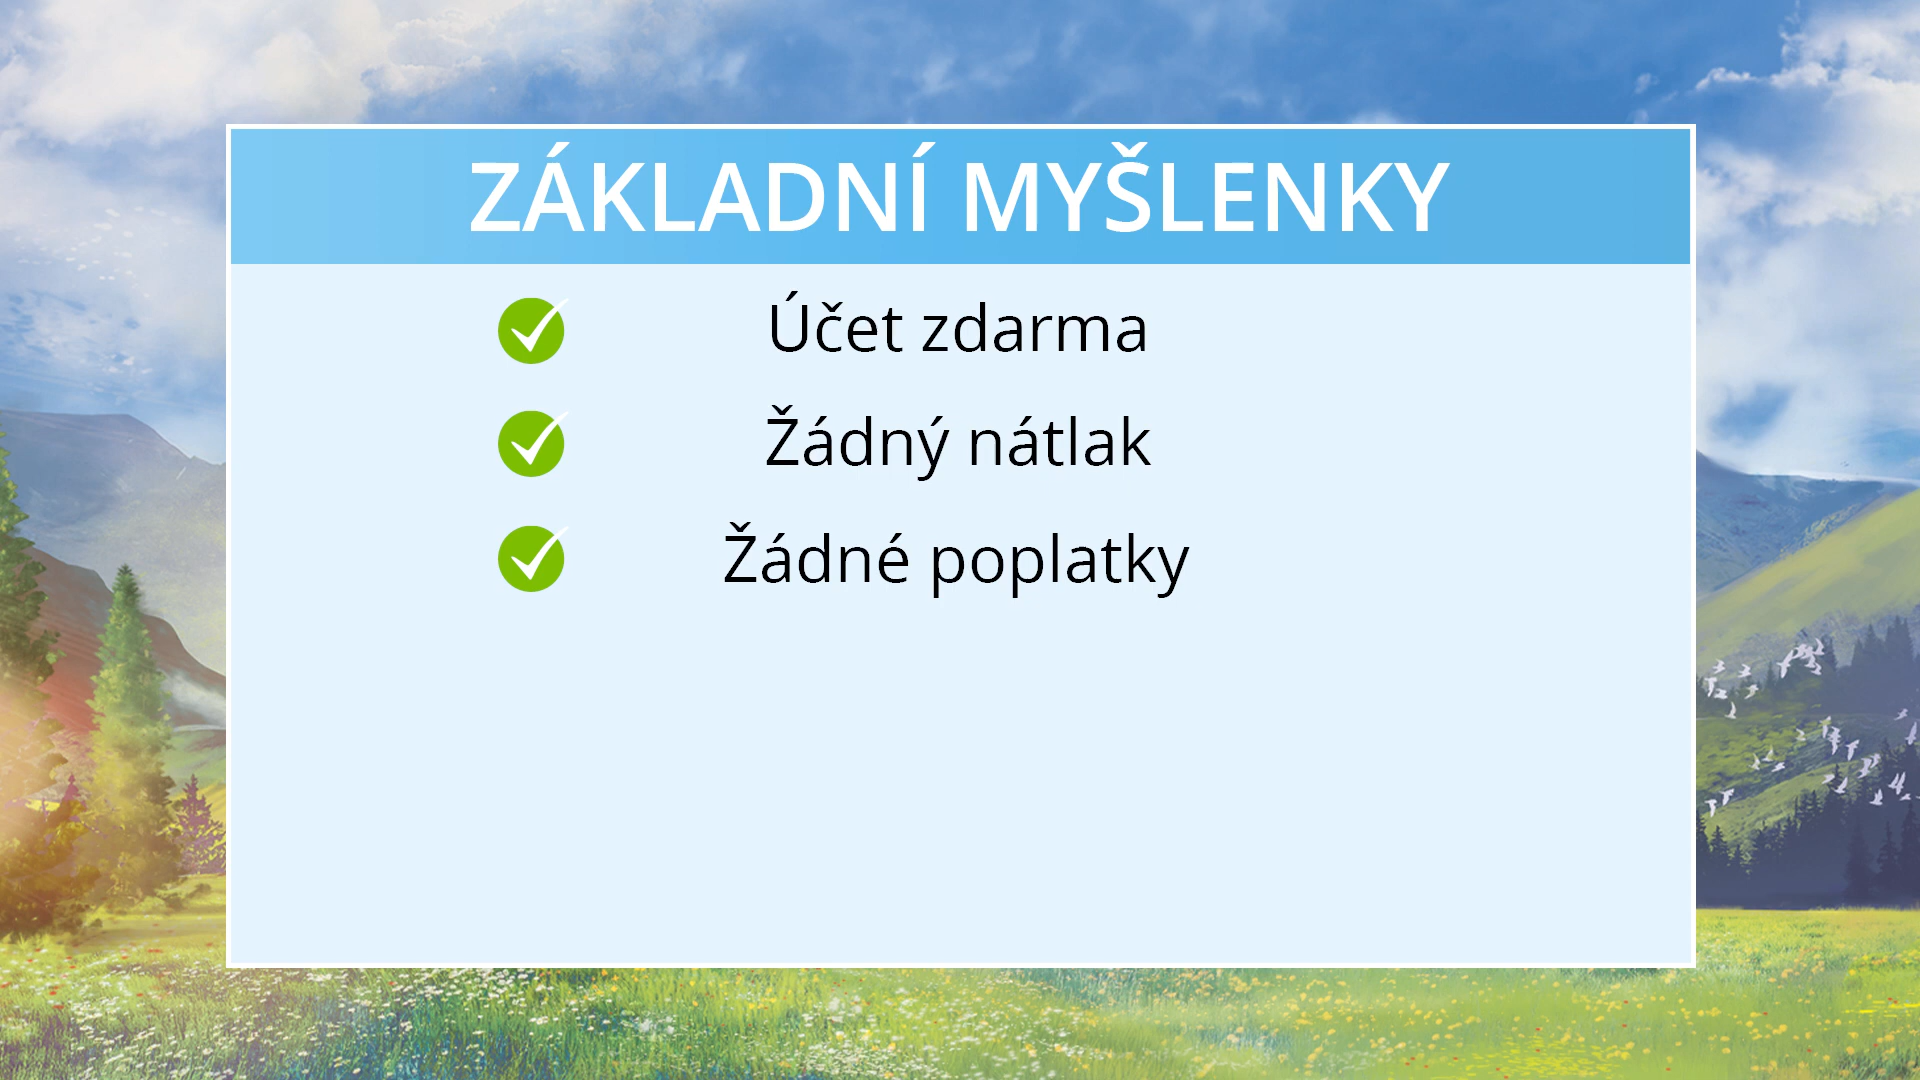 ZÁKLADNÍ MYŠLENKY
Účet zdarma
Žádný nátlak
Žádné poplatky